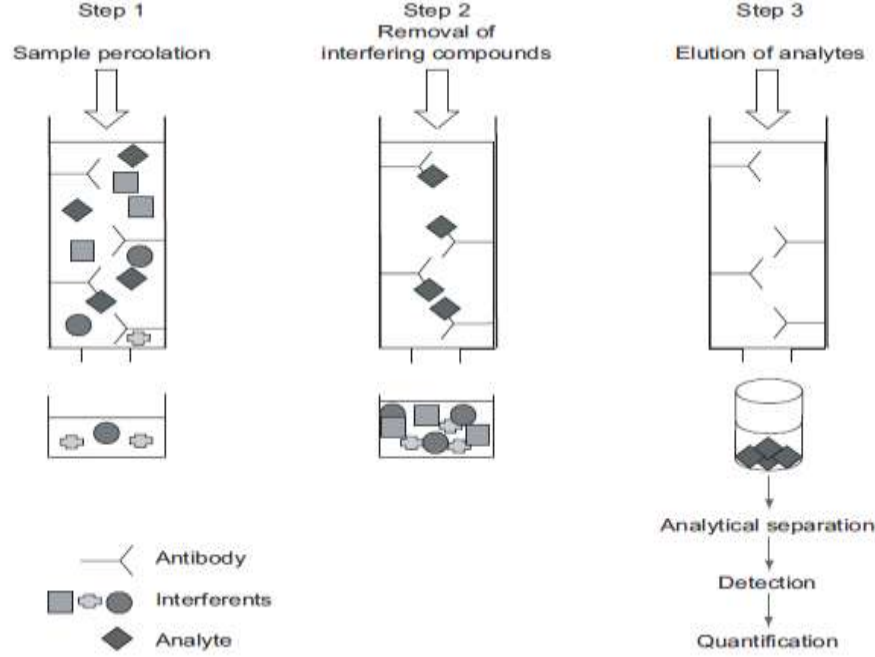 Step 1
Sample percolation
Step 2
Removal of
interfering compounds
Step 3
Elution of analytes
Analytical separation
Detection
Quantification
Antibody
Interferents
Analyte